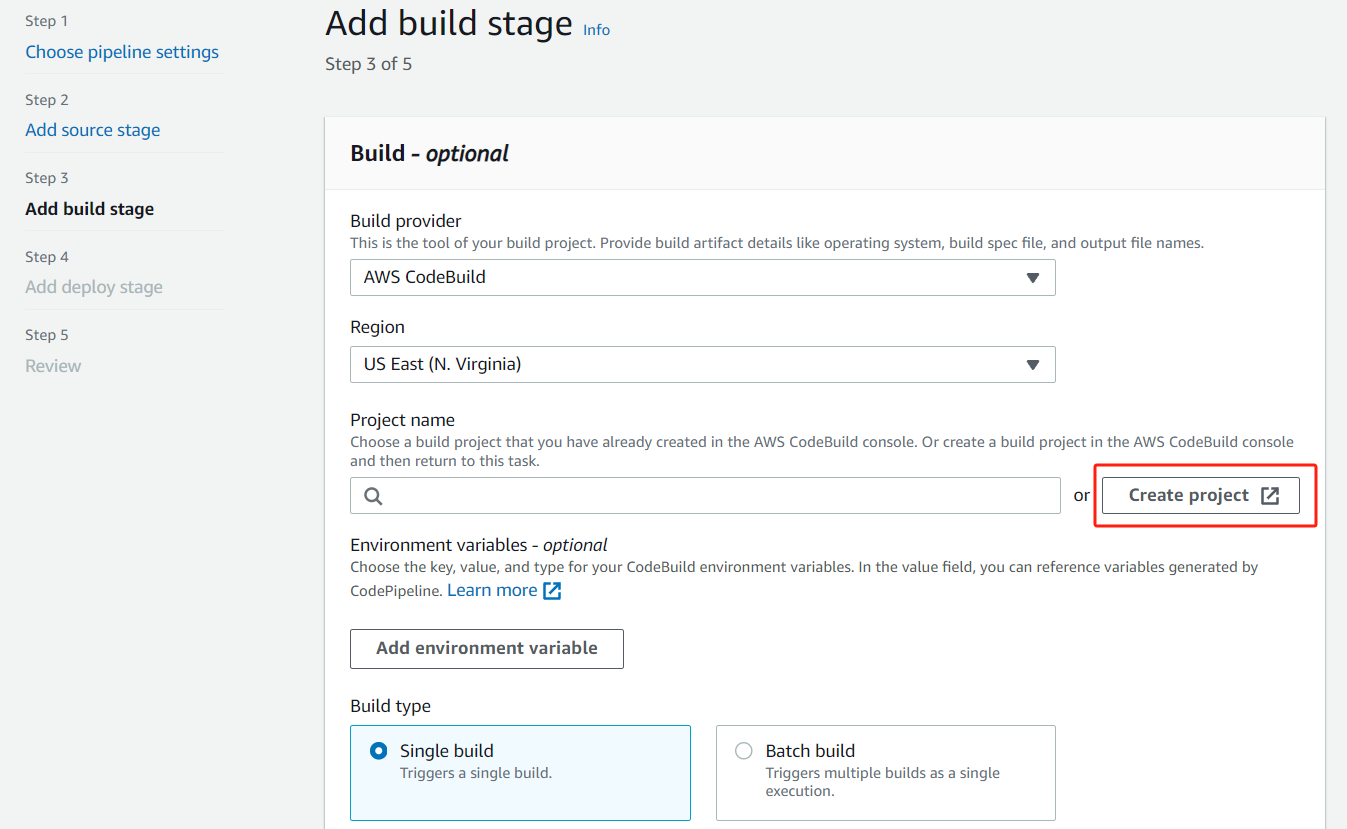 Step 1
Choose pipeline settings
Step 2
Add source stage
Step 3
Add build stage
Step 4
Add deploy stage
Step 5
Review
Add build stage Info
Step 3 of 5
Build - optional
Build provider
This is the tool of your build project. Provide build artifact details like operating system, build spec file, and output file names.
AWS CodeBuild
Region
US East (N. Virginia)
Project name
Choose a build project that you have already created in the AWS CodeBuild console. Or create a build project in the AWS CodeBuild console
and then return to this task.
or Create project
Environment variables - optional
Choose the key, value, and type for your CodeBuild environment variables. In the value field, you can reference variables generated by
CodePipeline. Learn more
Add environment variable
Build type
Single build
Triggers a single build.
Batch build
Triggers multiple builds as a single
execution.